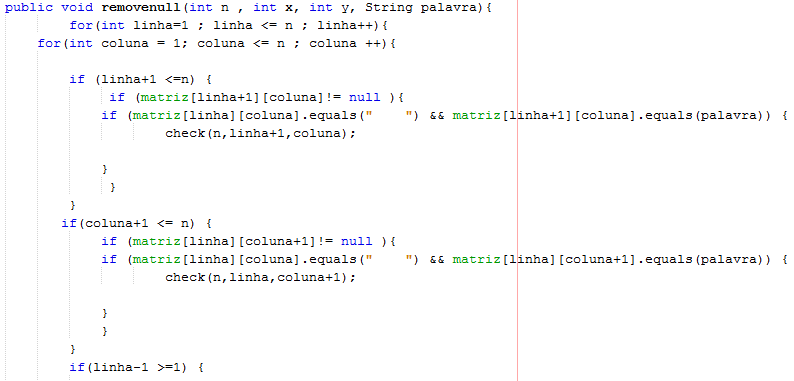 public void removenull(int n , int x, int y, String palavra){
for(int linha=1 ; linha <= n ; linha++){
for(int coluna = 1; coluna <= n ; coluna ++){
if (linha+1 <=n) {
if (matriz[linha+1][coluna]!= null ){
if (matriz[linha][coluna].equals("    ") && matriz[linha+1][coluna].equals(palavra)) {
check(n,linha+1,coluna);
}
}
}
if(coluna+1 <= n) {
if (matriz[linha][coluna+1]!= null ){
if (matriz[linha][coluna].equals("    ") && matriz[linha][coluna+1].equals(palavra)) {
check(n,linha,coluna+1);
}
}
}
if(linha-1 >=1) {